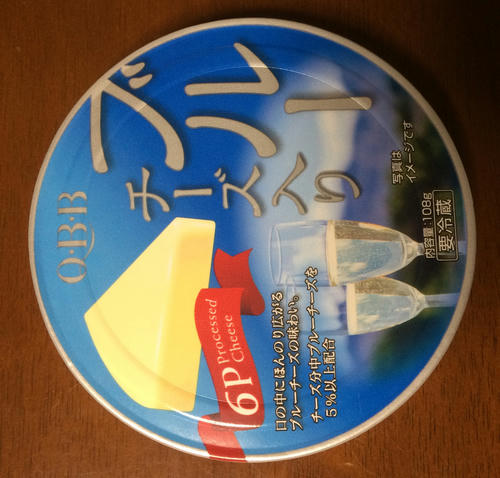 Q·B·B
ブルー
チーズ入り
6P Processed
Cheese
口の中にほんのり広がる
ブルーチーズの味わい。
チーズ分中ブルーチーズを
5%以上配合
写真は
イメージです
内容量:108g
要冷蔵